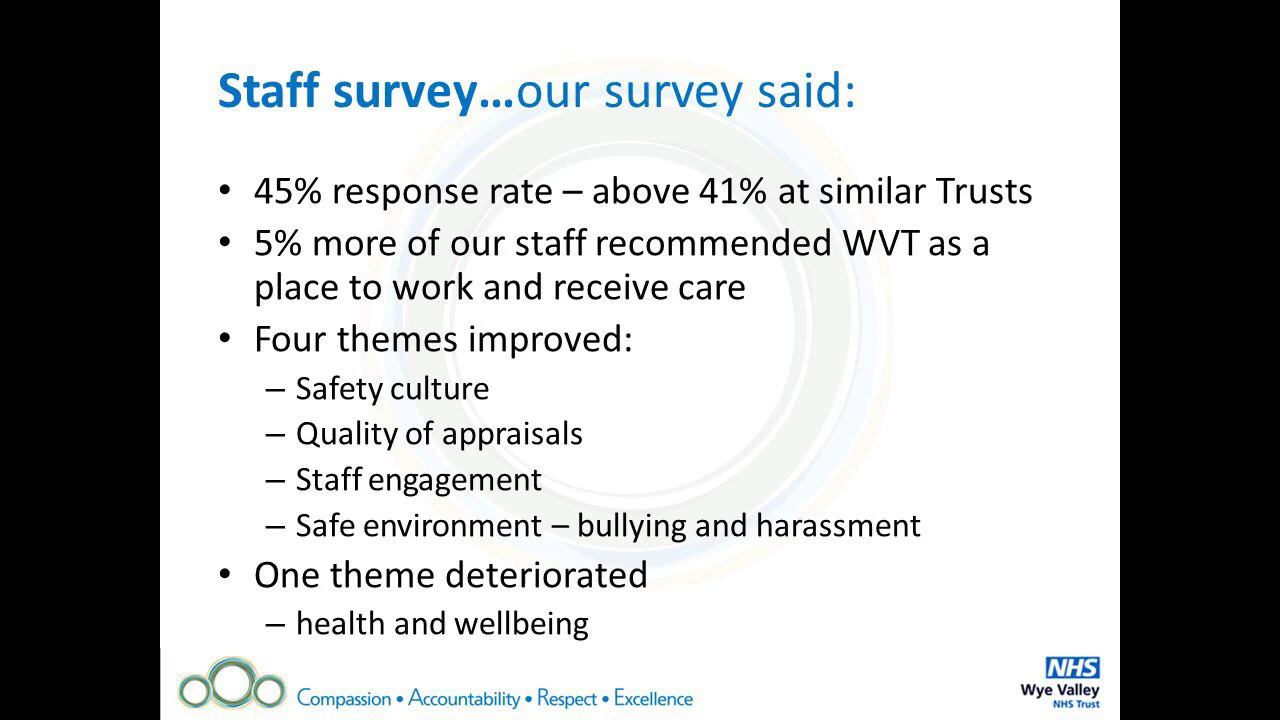 Staff survey…our survey said:
• 45% response rate – above 41% at similar Trusts
• 5% more of our staff recommended WVT as a
place to work and receive care
• Four themes improved:
– Safety culture
– Quality of appraisals
– Staff engagement
– Safe environment – bullying and harassment
• One theme deteriorated
– health and wellbeing
Compassion • Accountability • Respect • Excellence
NHS
Wye Valley
NHS Trust